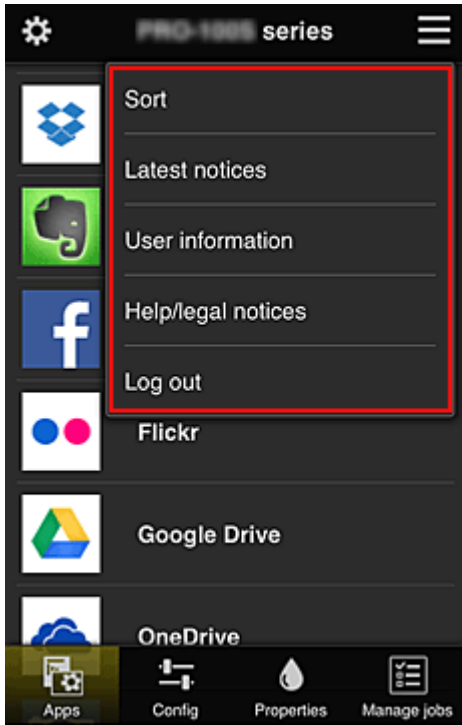 series
Sort
Latest notices
User information
Help/legal notices
Log out
Flickr
Google Drive
OneDrive
Apps Config Properties Manage jobs